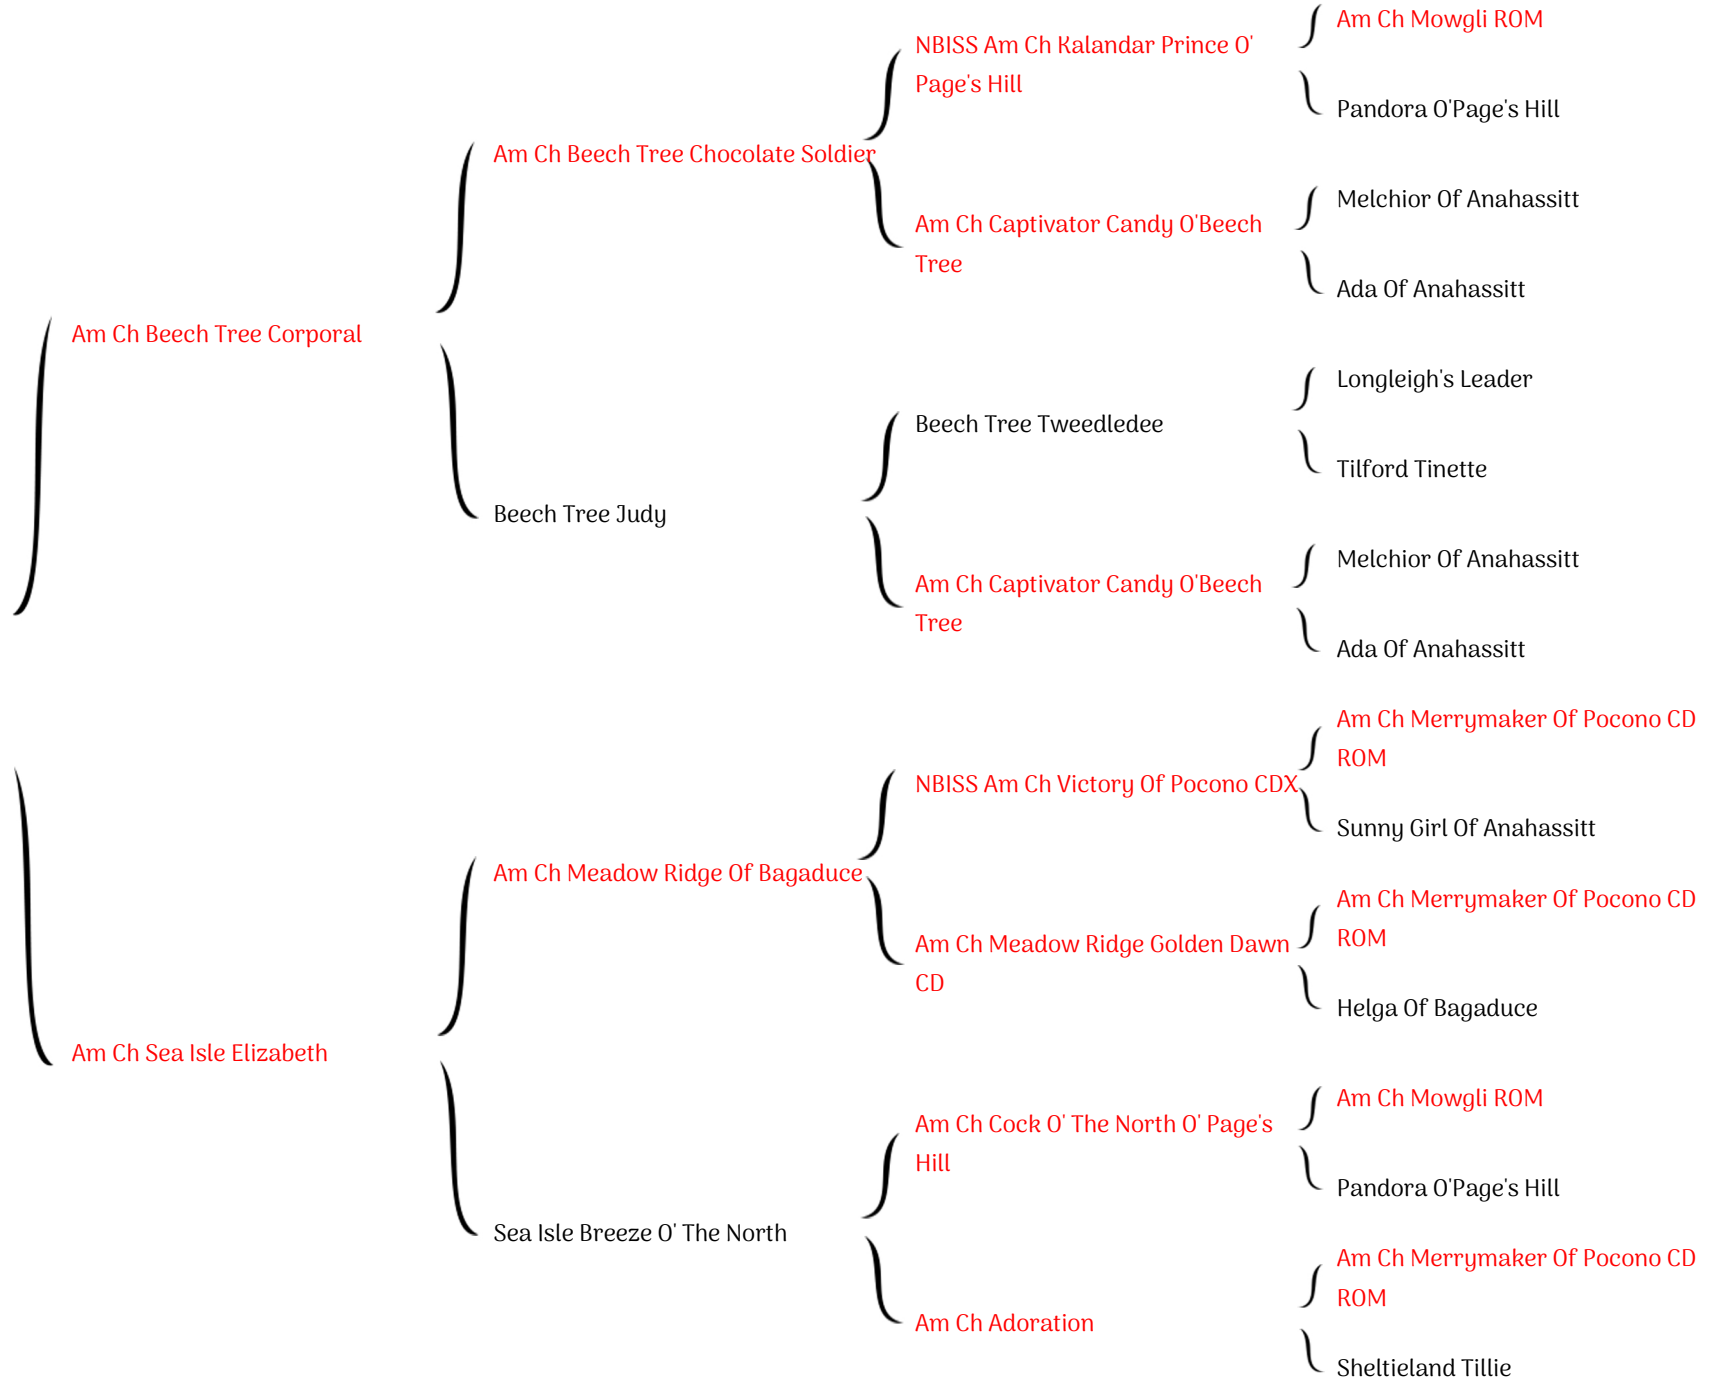 Am Ch Mowgli ROM
NBISS Am Ch Kalandar Prince O'
Page's Hill
Pandora O'Page's Hill
Am Ch Beech Tree Chocolate Soldier
Melchior Of Anahassitt
Am Ch Captivator Candy O'Beech
Tree
Ada Of Anahassitt
Am Ch Beech Tree Corporal
Longleigh's Leader
Beech Tree Tweedledee
Tilford Tinette
Beech Tree Judy
Melchior Of Anahassitt
Am Ch Captivator Candy O'Beech
Tree
Ada Of Anahassitt
Am Ch Merrymaker Of Pocono CD
ROM
NBISS Am Ch Victory Of Pocono CDX
Sunny Girl Of Anahassitt
Am Ch Meadow Ridge Of Bagaduce
Am Ch Merrymaker Of Pocono CD
ROM
Am Ch Meadow Ridge Golden Dawn
CD
Helga Of Bagaduce
Am Ch Sea Isle Elizabeth
Am Ch Mowgli ROM
Am Ch Cock O' The North O' Page's
Hill
Pandora O'Page's Hill
Sea Isle Breeze O' The North
Am Ch Merrymaker Of Pocono CD
ROM
Am Ch Adoration
Sheltieland Tillie